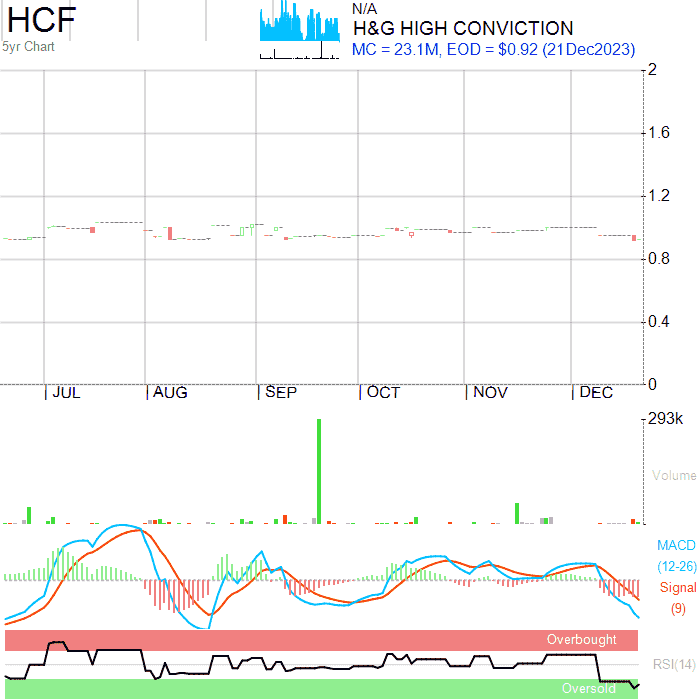 HCF
5yr Chart
N/A
H&G HIGH CONVICTION
MC = 23.1M, EOD = $0.92 (21Dec2023)
2
1.6
1.2
0.8
0.4
0
JUL AUG SEP OCT NOV DEC
293k
Volume
MACD
(12-26)
Signal
(9)
Overbought
RSI(14)
Oversold